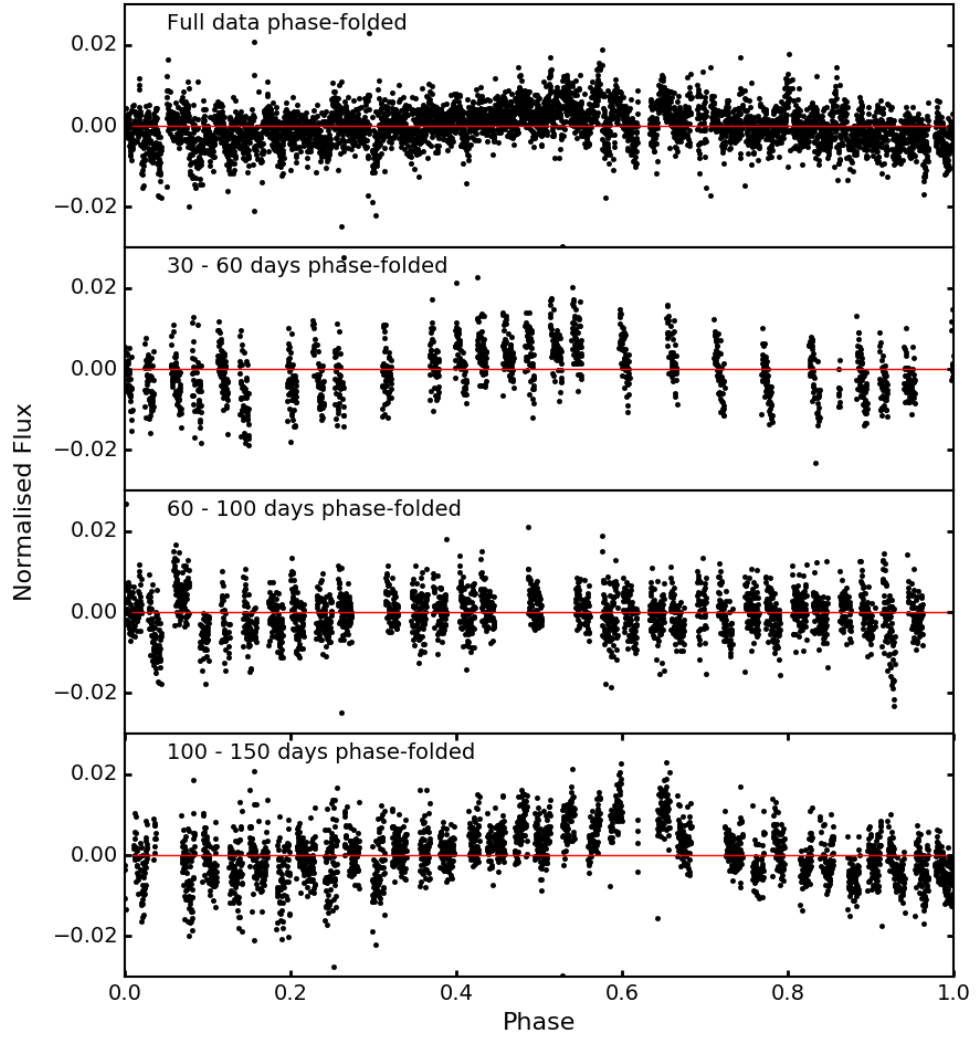 Full data phase-folded
0.02
0.00
−0.02
30 - 60 days phase-folded
0.02
0.00
−0.02
Normalised Flux
60 - 100 days phase-folded
0.02
0.00
−0.02
100 - 150 days phase-folded
0.02
0.00
−0.02
0.0 0.2 0.4 0.6 0.8 1.0
Phase